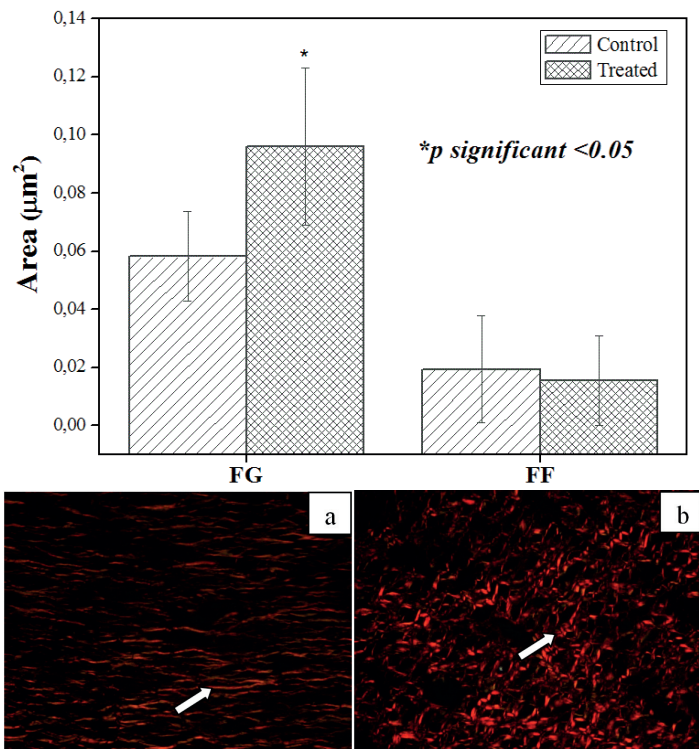 0,14
0,12
0,10
0,08
0,06
0,04
0,02
0,00
Area (μm²)
*
Control
Treated
*p significant <0.05
FG
FF
a
b